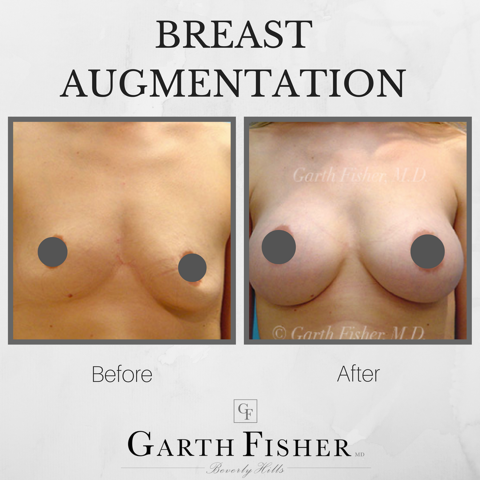 BREAST
AUGMENTATION
Garth Fisher, M.D.
© Garth Fisher, M.D.
Before
After
GF
GARTH FISHER MD
Beverly Hills